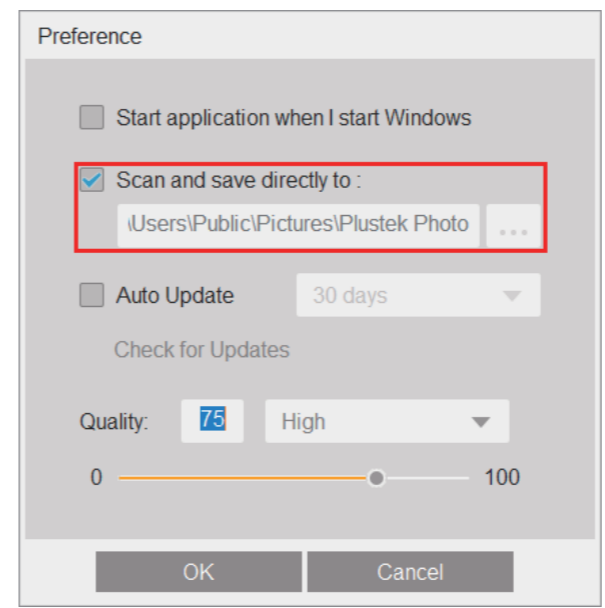 Preference
Start application when I start Windows
Scan and save directly to :
\Users\Public\Pictures\Plustek Photo ...
Auto Update 30 days
Check for Updates
Quality: 75 High
0 100
OK Cancel